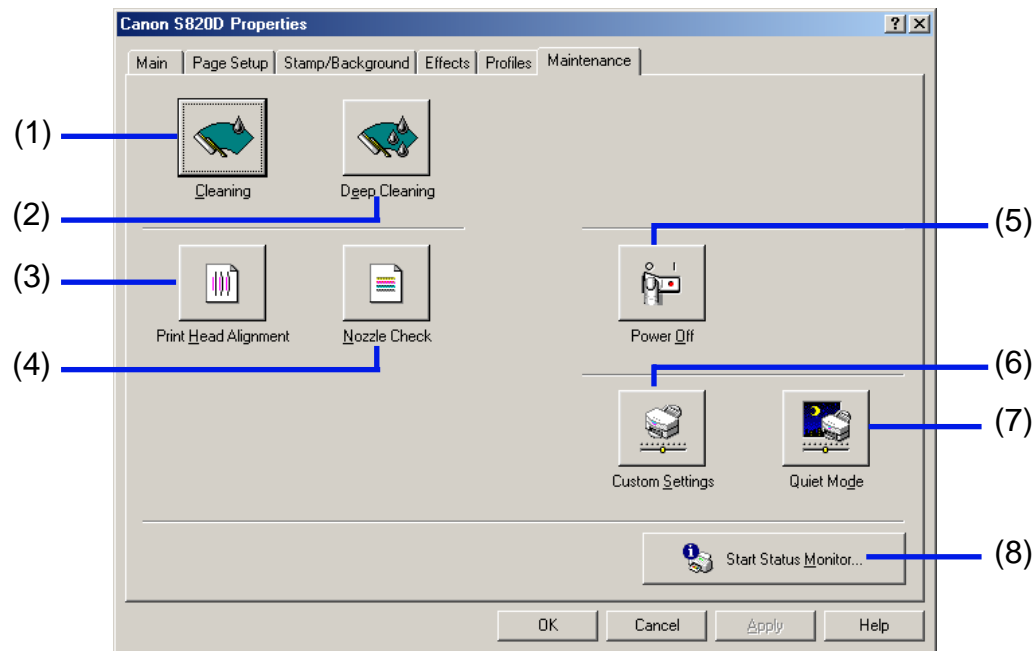 Canon S820D Properties
Main Page Setup Stamp/Background Effects Profiles Maintenance
(1)
Cleaning Deep Cleaning
(2)
(5)
(3)
Print Head Alignment Nozzle Check Power Off
(4)
(6)
(7)
Custom Settings Quiet Mode
(8)
Start Status Monitor...
OK Cancel Apply Help